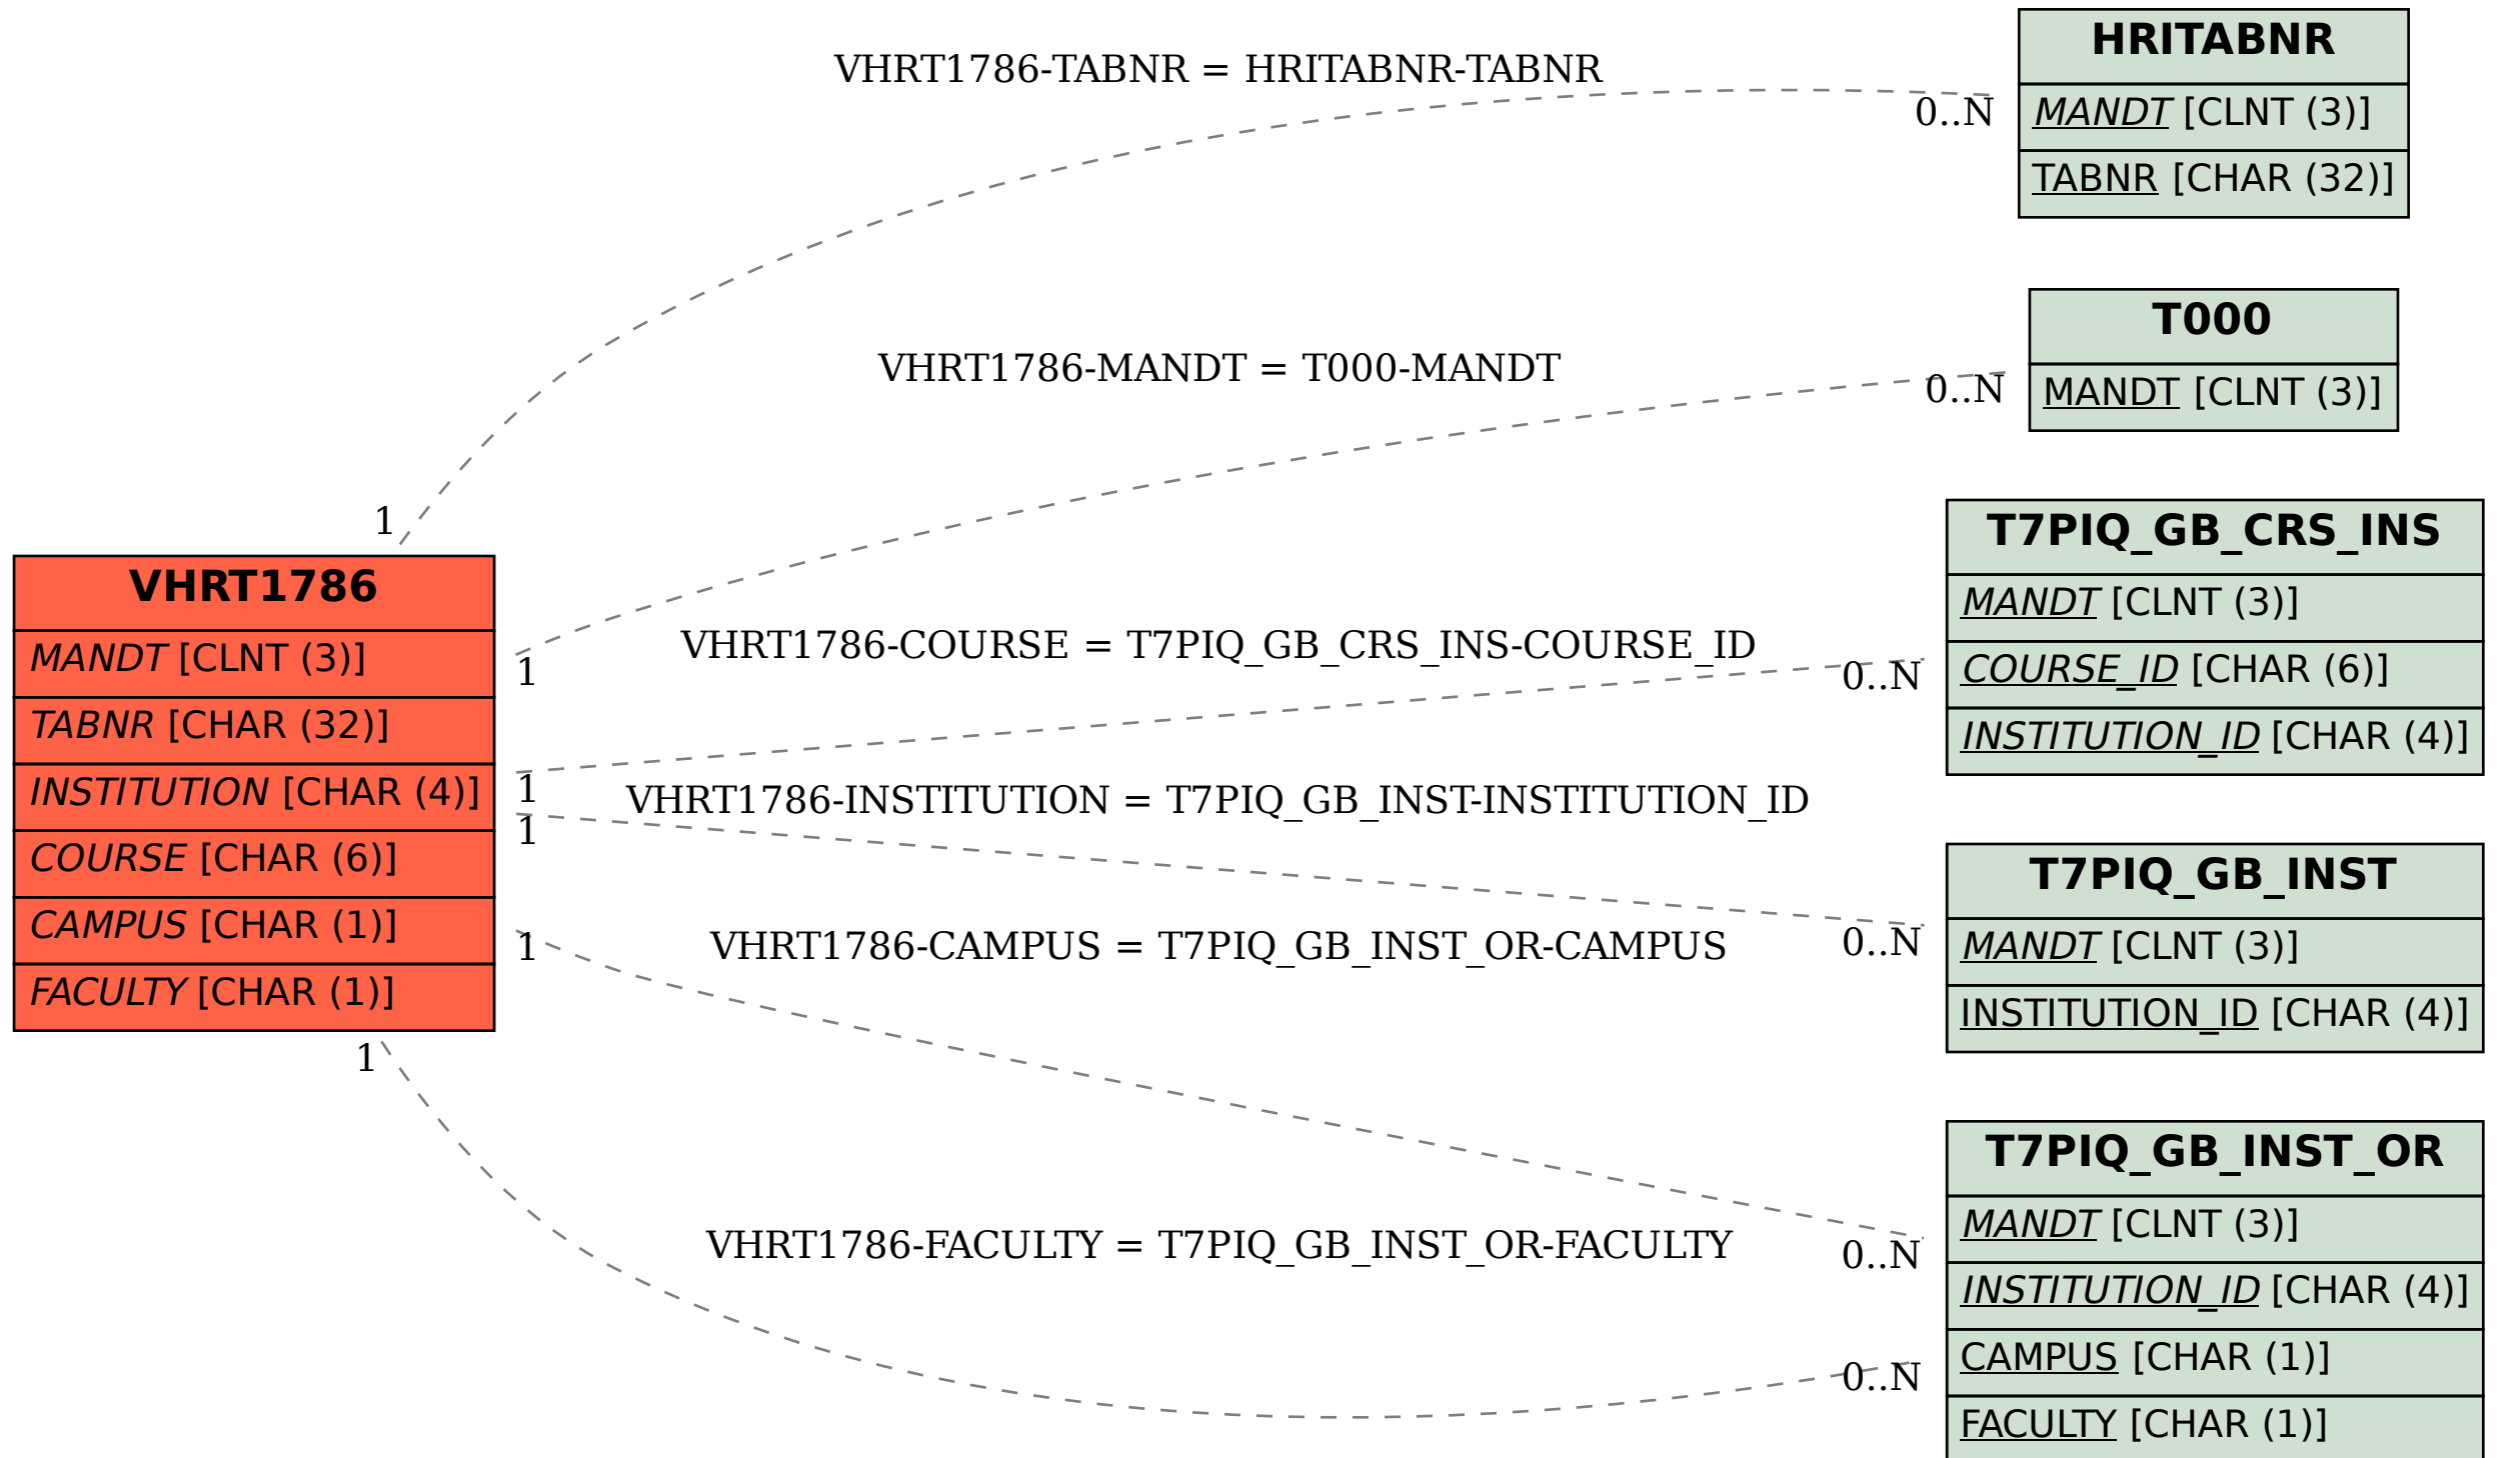 VHRT1786-TABNR = HRITABNR-TABNR
HRITABNR
MANDT [CLNT (3)]
TABNR [CHAR (32)]
0..N
1
VHRT1786-MANDT = T000-MANDT
T000
MANDT [CLNT (3)]
0..N
1
VHRT1786
MANDT [CLNT (3)]
TABNR [CHAR (32)]
INSTITUTION [CHAR (4)]
COURSE [CHAR (6)]
CAMPUS [CHAR (1)]
FACULTY [CHAR (1)]
VHRT1786-COURSE = T7PIQ_GB_CRS_INS-COURSE_ID
0..N
1
T7PIQ_GB_CRS_INS
MANDT [CLNT (3)]
COURSE_ID [CHAR (6)]
INSTITUTION_ID [CHAR (4)]
VHRT1786-INSTITUTION = T7PIQ_GB_INST-INSTITUTION_ID
1
0..N
T7PIQ_GB_INST
MANDT [CLNT (3)]
INSTITUTION_ID [CHAR (4)]
VHRT1786-CAMPUS = T7PIQ_GB_INST_OR-CAMPUS
1
0..N
T7PIQ_GB_INST_OR
MANDT [CLNT (3)]
INSTITUTION_ID [CHAR (4)]
CAMPUS [CHAR (1)]
FACULTY [CHAR (1)]
VHRT1786-FACULTY = T7PIQ_GB_INST_OR-FACULTY
1
0..N